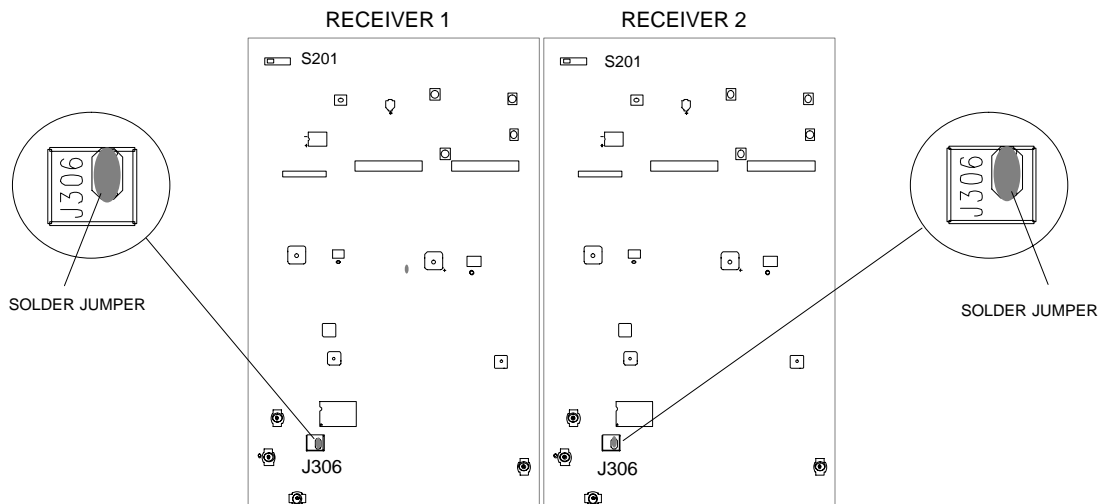 RECEIVER 1
RECEIVER 2
S201
S201
J306
J306
SOLDER JUMPER
SOLDER JUMPER
J306
J306